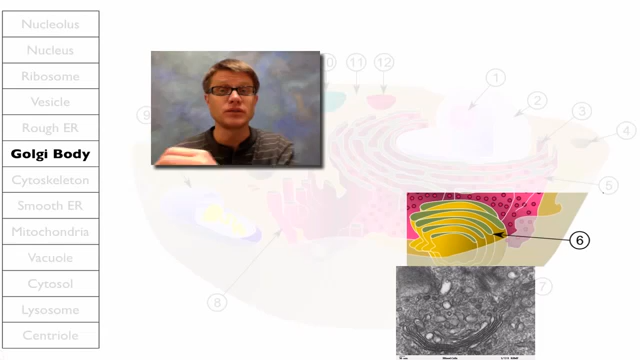 Nucleolus
Nucleus
Ribosome
Vesicle
Rough ER
Golgi Body
Cytoskeleton
Smooth ER
Mitochondria
Vacuole
Cytosol
Lysosome
Centriole
11
12
1
2
3
4
9
5
6
7
8